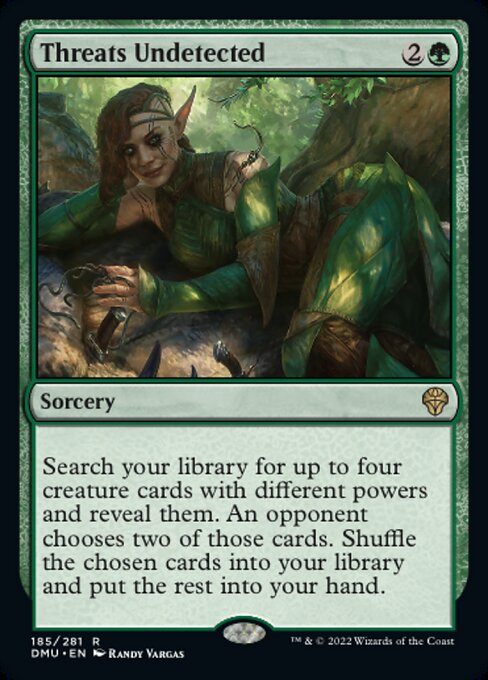 Threats Undetected 2
Sorcery
Search your library for up to four
creature cards with different powers
and reveal them. An opponent
chooses two of those cards. Shuffle
the chosen cards into your library
and put the rest into your hand.
185/281 R
DMU • EN Randy Vargas
™ & © 2022 Wizards of the Coast